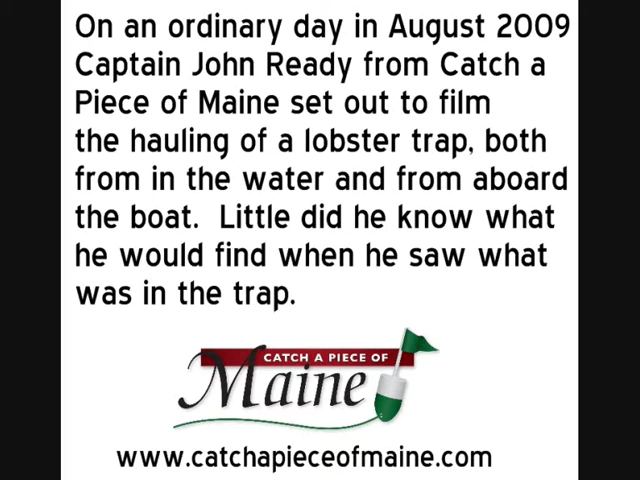 On an ordinary day in August 2009
Captain John Ready from Catch a
Piece of Maine set out to film
the hauling of a lobster trap, both
from in the water and from aboard
the boat.  Little did he know what
he would find when he saw what
was in the trap.
CATCH A PIECE OF
Maine
www.catchapieceofmaine.com